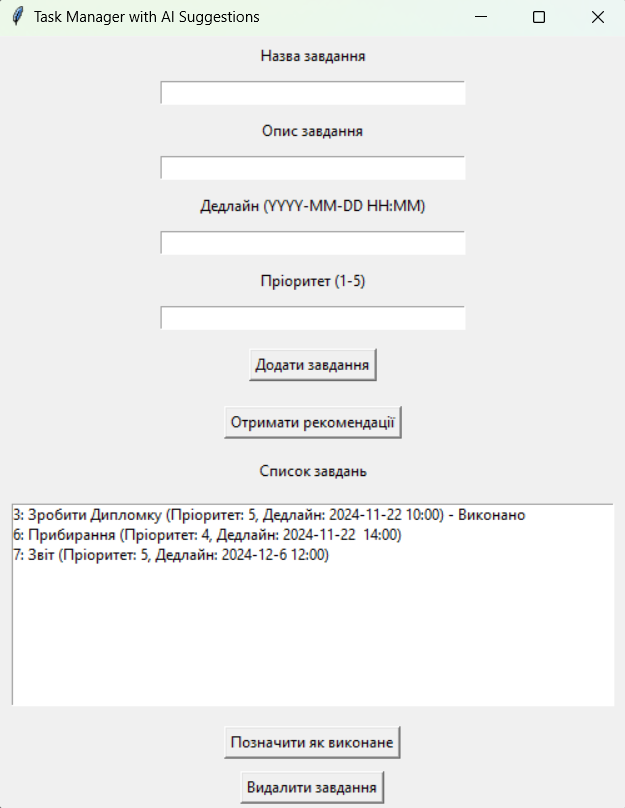 Task Manager with AI Suggestions
Назва завдання
Опис завдання
Дедлайн (YYYY-MM-DD HH:MM)
Пріоритет (1-5)
Додати завдання
Отримати рекомендації
Список завдань
3: Зробити Дипломку (Пріоритет: 5, Дедлайн: 2024-11-22 10:00) - Виконано
6: Прибирання (Пріоритет: 4, Дедлайн: 2024-11-22  14:00)
7: Звіт (Пріоритет: 5, Дедлайн: 2024-12-6 12:00)
Позначити як виконане
Видалити завдання